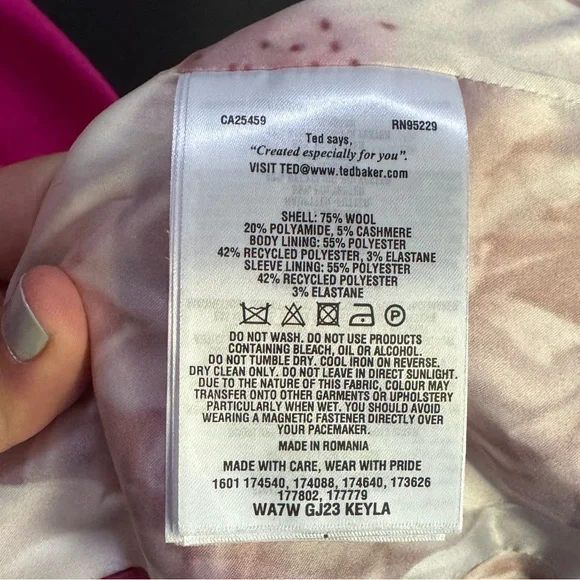 CA25459 RN95229
Ted says,
"Created especially for you".
VISIT TED@www.tedbaker.com
SHELL: 75% WOOL
20% POLYAMIDE, 5% CASHMERE
BODY LINING: 55% POLYESTER
42% RECYCLED POLYESTER, 3% ELASTANE
SLEEVE LINING: 55% POLYESTER
42% RECYCLED POLYESTER
3% ELASTANE
P
DO NOT WASH. DO NOT USE PRODUCTS
CONTAINING BLEACH, OIL OR ALCOHOL.
DO NOT TUMBLE DRY. COOL IRON ON REVERSE.
DRY CLEAN ONLY. DO NOT LEAVE IN DIRECT SUNLIGHT.
DUE TO THE NATURE OF THIS FABRIC, COLOUR MAY
TRANSFER ONTO OTHER GARMENTS OR UPHOLSTERY
PARTICULARLY WHEN WET. YOU SHOULD AVOID
WEARING A MAGNETIC FASTENER DIRECTLY OVER
YOUR PACEMAKER.
MADE IN ROMANIA
MADE WITH CARE, WEAR WITH PRIDE
1601 174540, 174088, 174640, 173626
177802, 177779
WA7W GJ23 KEYLA